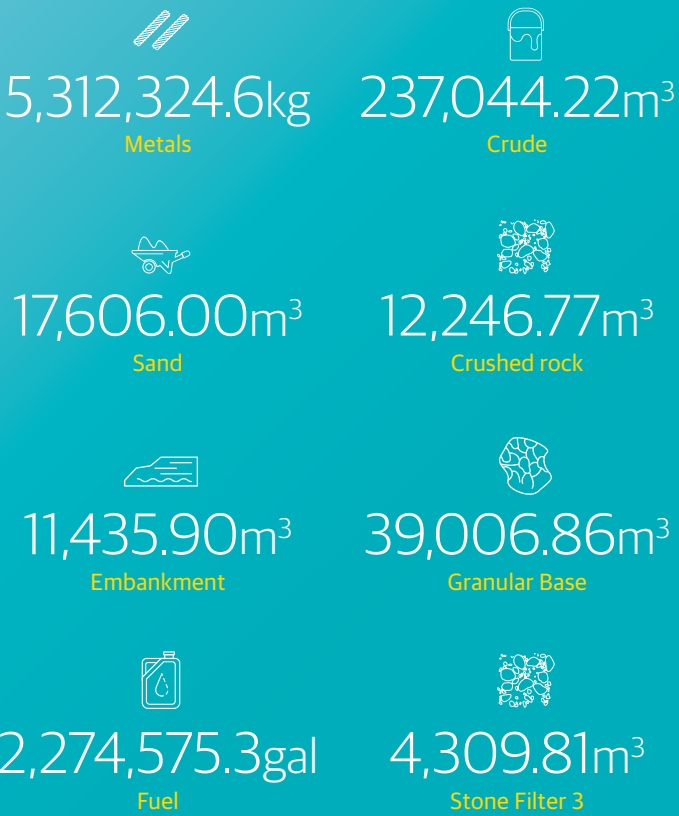 5,312,324.6kg
Metals
237,044.22m³
Crude
17,606.00m³
Sand
12,246.77m³
Crushed rock
11,435.90m³
Embankment
39,006.86m³
Granular Base
2,274,575.3gal
Fuel
4,309.81m³
Stone Filter 3